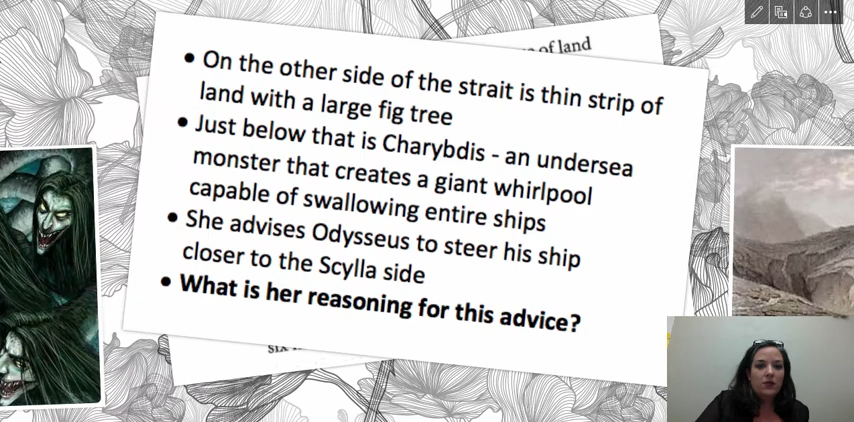 of land
• On the other side of the strait is thin strip of
land with a large fig tree
• Just below that is Charybdis - an undersea
monster that creates a giant whirlpool
capable of swallowing entire ships
• She advises Odysseus to steer his ship
closer to the Scylla side
• What is her reasoning for this advice?